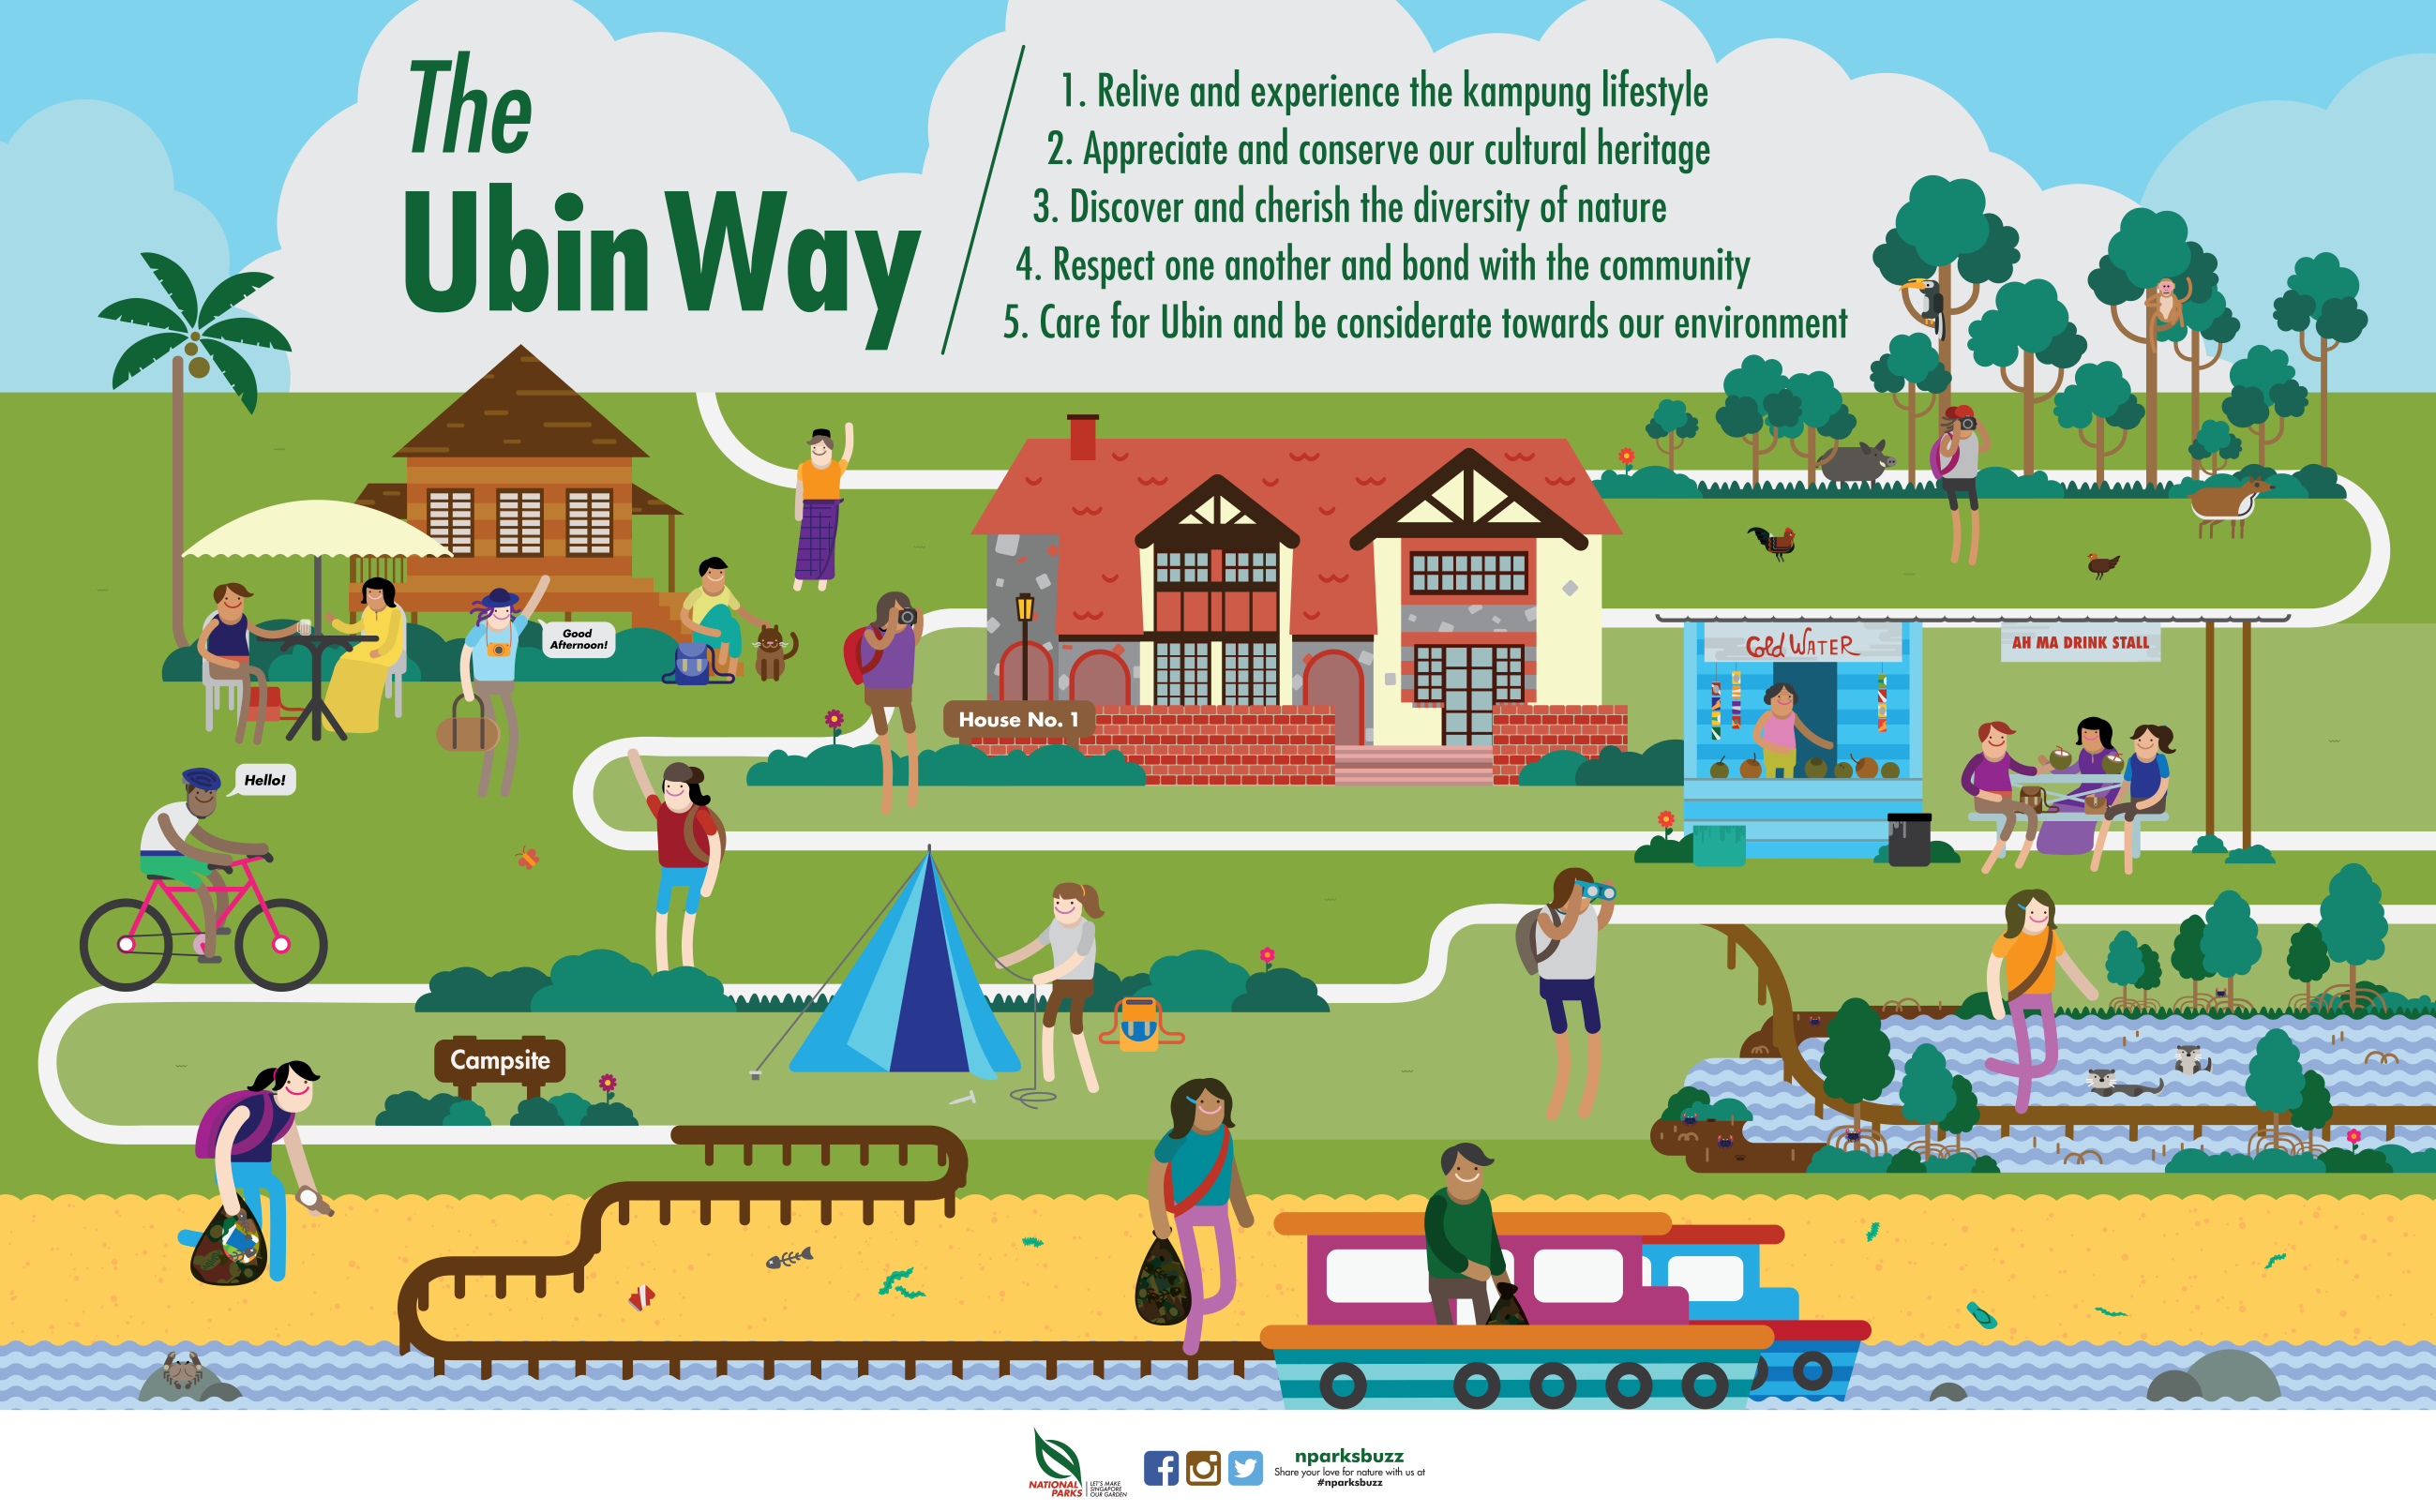 The
Ubin Way
1. Relive and experience the kampung lifestyle
2. Appreciate and conserve our cultural heritage
3. Discover and cherish the diversity of nature
4. Respect one another and bond with the community
5. Care for Ubin and be considerate towards our environment
Good
Afternoon!
Cold WATER
AH MA DRINK STALL
House No. 1
Hello!
Campsite
NATIONAL
PARKS
LET'S MAKE
SINGAPORE
OUR GARDEN
nparksbuzz
Share your love for nature with us at
#nparksbuzz